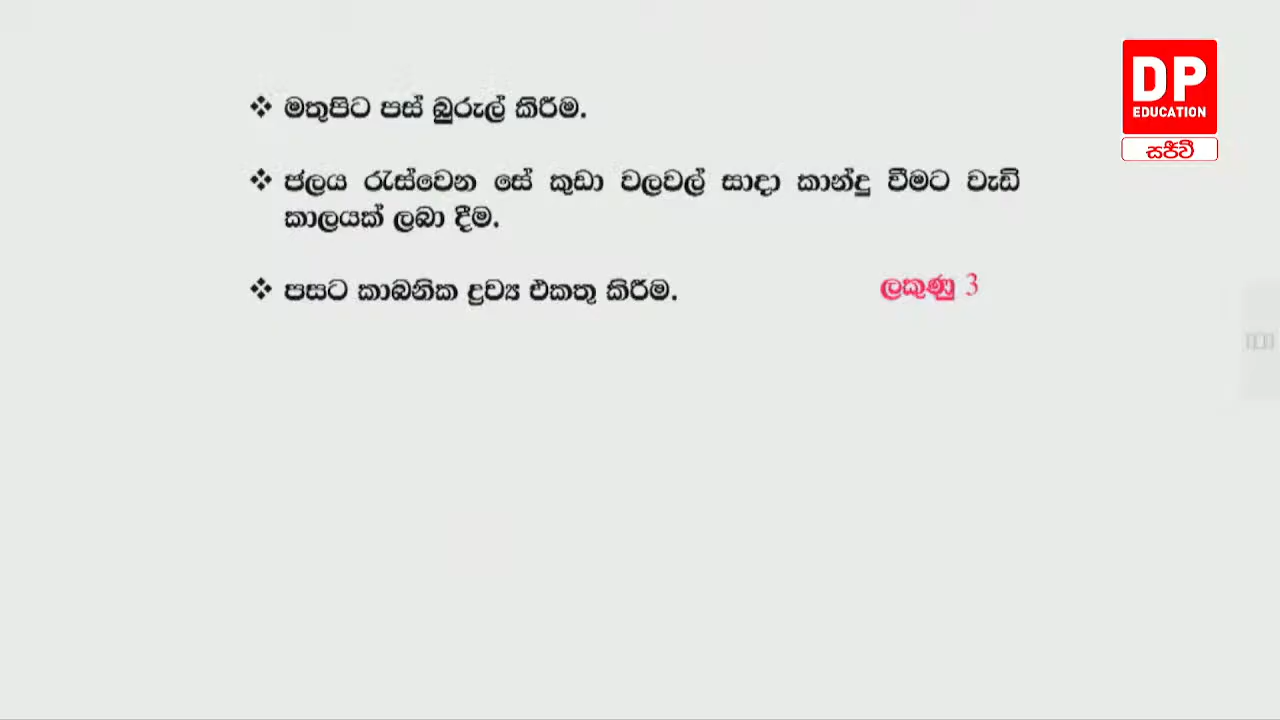 DP
EDUCATION
සජීවී
❖ මතුපිට පස් බුරුල් කිරීම.
❖ ජලය රැස්වෙන සේ කුඩා වලවල් සාදා කාන්දු වීමට වැඩි
කාලයක් ලබා දීම.
❖ පසට කාබනික ද්‍රව්‍ය එකතු කිරීම. ලකුණු 3